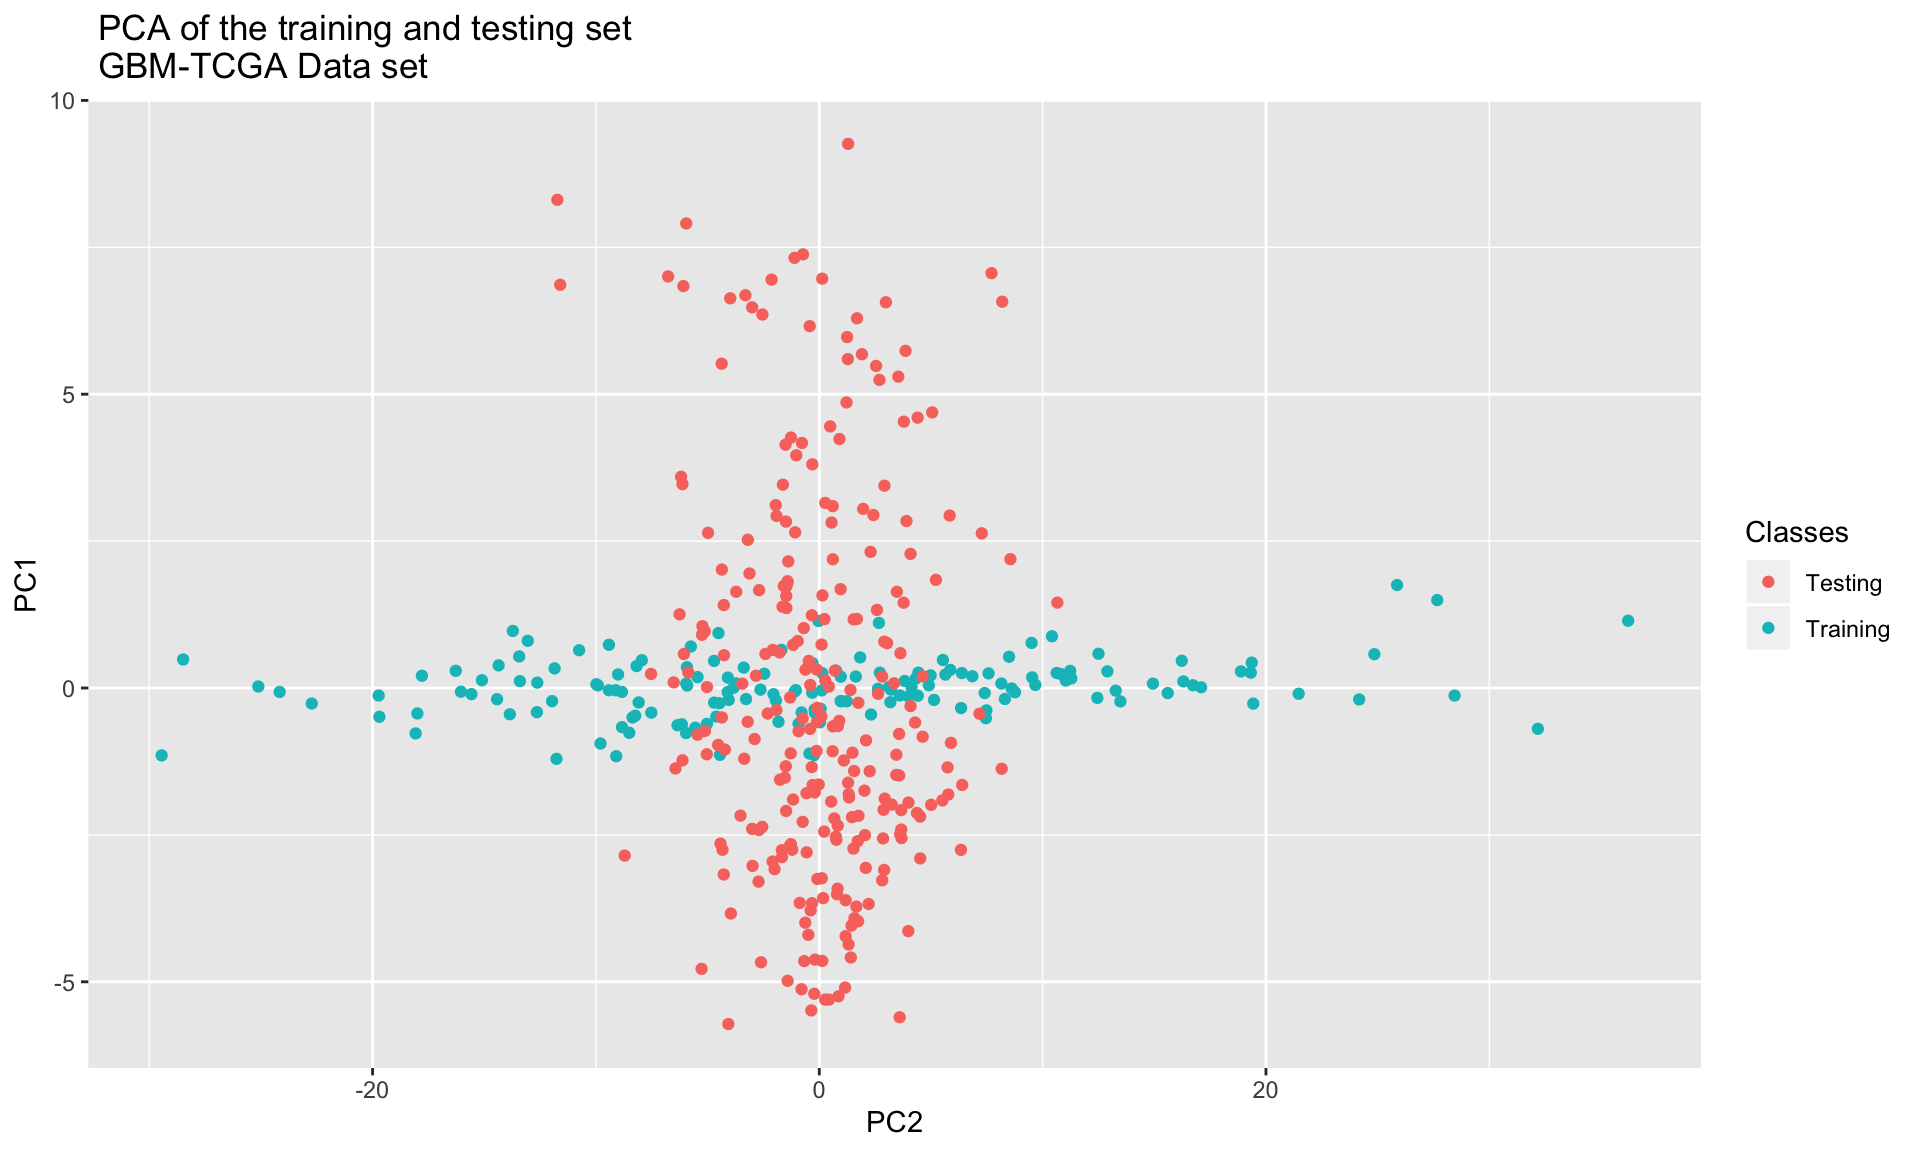 PCA of the training and testing set
GBM-TCGA Data set
10
5
0
-5
PC1
-20
0
20
PC2
Classes
Testing
Training